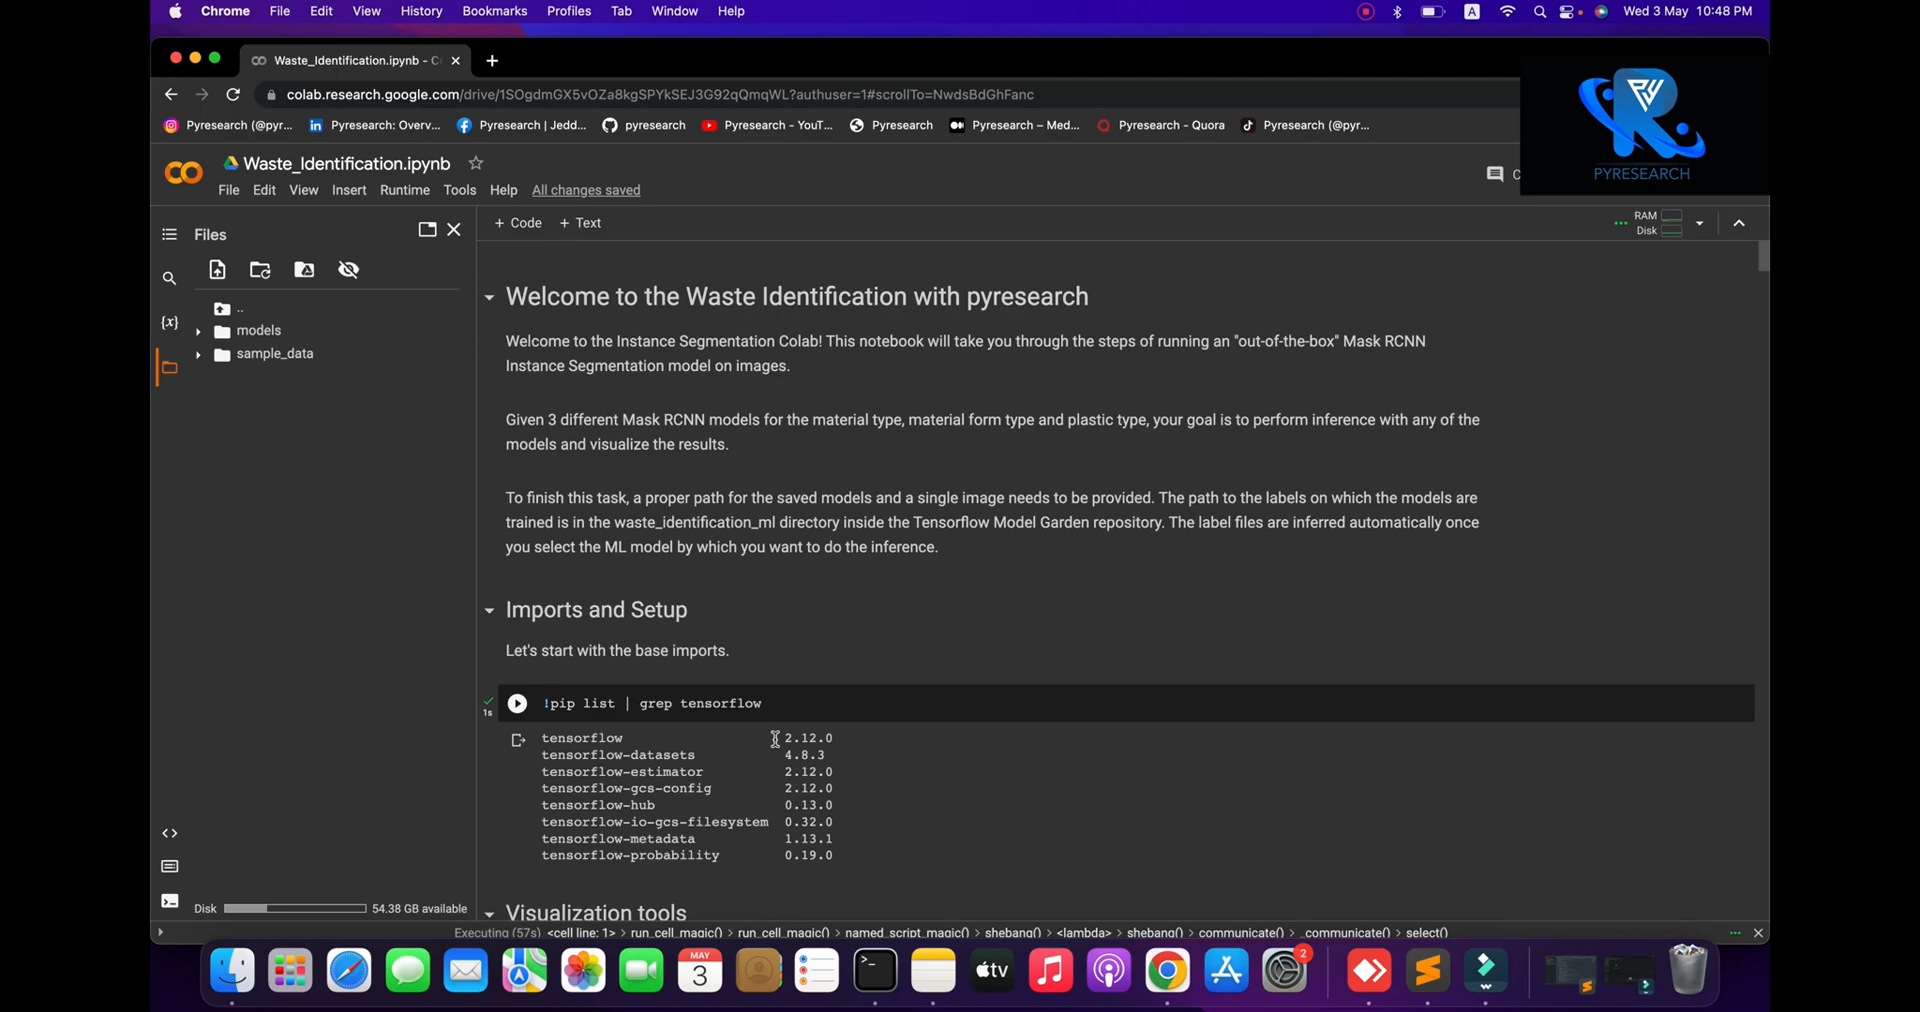 Chrome File Edit View History Bookmarks Profiles Tab Window Help
A Wed 3 May 10:48 PM
Waste_Identification.ipynb - C
colab.research.google.com/drive/1SOgdmGX5vOZa8kgSPYkSEJ3G92qQmqWL?authuser=1#scrollTo=NwdsBdGhFanc
Pyresearch (@pyr... Pyresearch: Overv... Pyresearch | Jedd... pyresearch Pyresearch - YouT... Pyresearch Pyresearch – Med... Pyresearch - Quora Pyresearch (@pyr...
PYRESEARCH
Waste_Identification.ipynb
File Edit View Insert Runtime Tools Help All changes saved
C
Files
+ Code + Text
RAM
Disk
..
models
sample_data
{x}
Welcome to the Waste Identification with pyresearch
Welcome to the Instance Segmentation Colab! This notebook will take you through the steps of running an "out-of-the-box" Mask RCNN
Instance Segmentation model on images.
Given 3 different Mask RCNN models for the material type, material form type and plastic type, your goal is to perform inference with any of the
models and visualize the results.
To finish this task, a proper path for the saved models and a single image needs to be provided. The path to the labels on which the models are
trained is in the waste_identification_ml directory inside the Tensorflow Model Garden repository. The label files are inferred automatically once
you select the ML model by which you want to do the inference.
Imports and Setup
Let's start with the base imports.
1s
!pip list | grep tensorflow
tensorflow 2.12.0
tensorflow-datasets 4.8.3
tensorflow-estimator 2.12.0
tensorflow-gcs-config 2.12.0
tensorflow-hub 0.13.0
tensorflow-io-gcs-filesystem 0.32.0
tensorflow-metadata 1.13.1
tensorflow-probability 0.19.0
Visualization tools
Disk 54.38 GB available
Executing (57s) <cell line: 1> run_cell_magic() run_cell_magic() named_script_magic() shebang() <lambda> shebang() communicate() _communicate() select()
MAY
3
tv
2